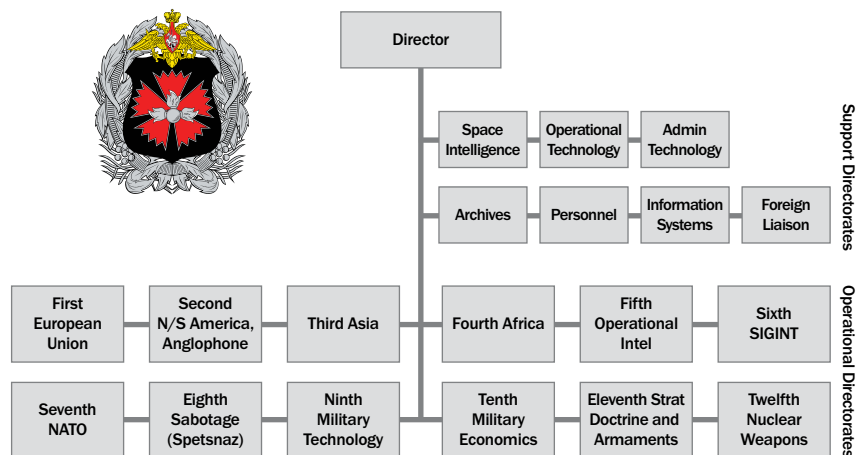 Director
Space
Intelligence
Operational
Technology
Admin
Technology
Support Directorates
Archives
Personnel
Information
Systems
Foreign
Liaison
First
European
Union
Second
N/S America,
Anglophone
Third Asia
Fourth Africa
Fifth
Operational
Intel
Sixth
SIGINT
Operational Directorates
Seventh
NATO
Eighth
Sabotage
(Spetsnaz)
Ninth
Military
Technology
Tenth
Military
Economics
Eleventh Strat
Doctrine and
Armaments
Twelfth
Nuclear
Weapons